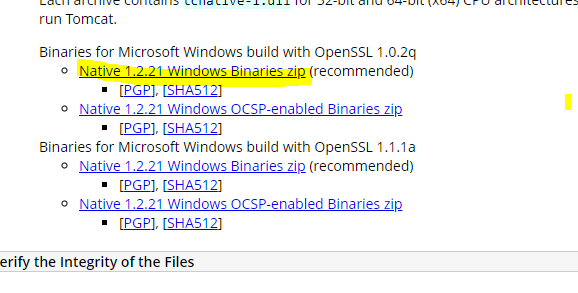 Each archive contains tcnative-1.dll for 32-bit and 64-bit (x64) CPU architectures
run Tomcat.
Binaries for Microsoft Windows build with OpenSSL 1.0.2q
Native 1.2.21 Windows Binaries zip (recommended)
[PGP], [SHA512]
Native 1.2.21 Windows OCSP-enabled Binaries zip
[PGP], [SHA512]
Binaries for Microsoft Windows build with OpenSSL 1.1.1a
Native 1.2.21 Windows Binaries zip (recommended)
[PGP], [SHA512]
Native 1.2.21 Windows OCSP-enabled Binaries zip
[PGP], [SHA512]
erify the Integrity of the Files